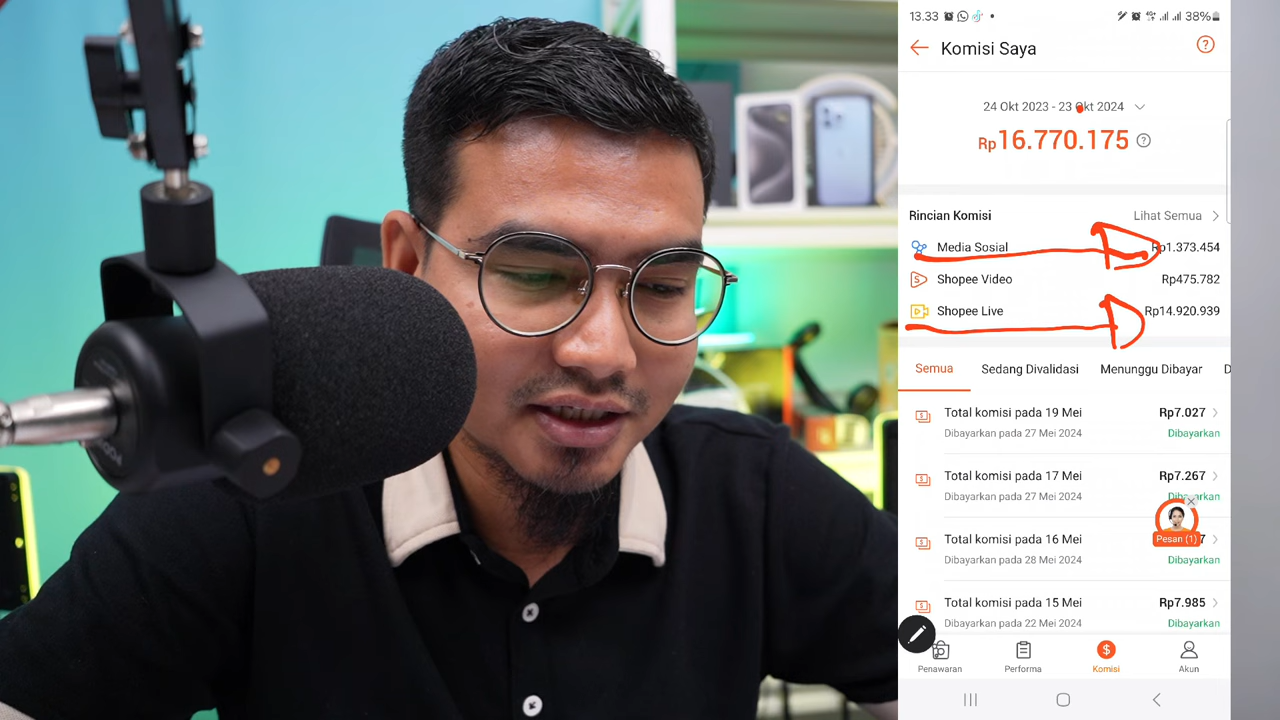 13.33
38%
Komisi Saya
24 Okt 2023 - 23 Okt 2024
Rp16.770.175
Rincian Komisi
Lihat Semua
Media Sosial
Rp1.373.454
Shopee Video
Rp475.782
Shopee Live
Rp14.920.939
Semua
Sedang Divalidasi
Menunggu Dibayar
D
Total komisi pada 19 Mei
Rp7.027
Dibayarkan pada 27 Mei 2024
Dibayarkan
Total komisi pada 17 Mei
Rp7.267
Dibayarkan pada 27 Mei 2024
Dibayarkan
Total komisi pada 16 Mei
7
Pesan (1)
Dibayarkan pada 28 Mei 2024
Dibayarkan
Total komisi pada 15 Mei
Rp7.985
Dibayarkan pada 22 Mei 2024
Dibayarkan
Penawaran
Performa
Komisi
Akun